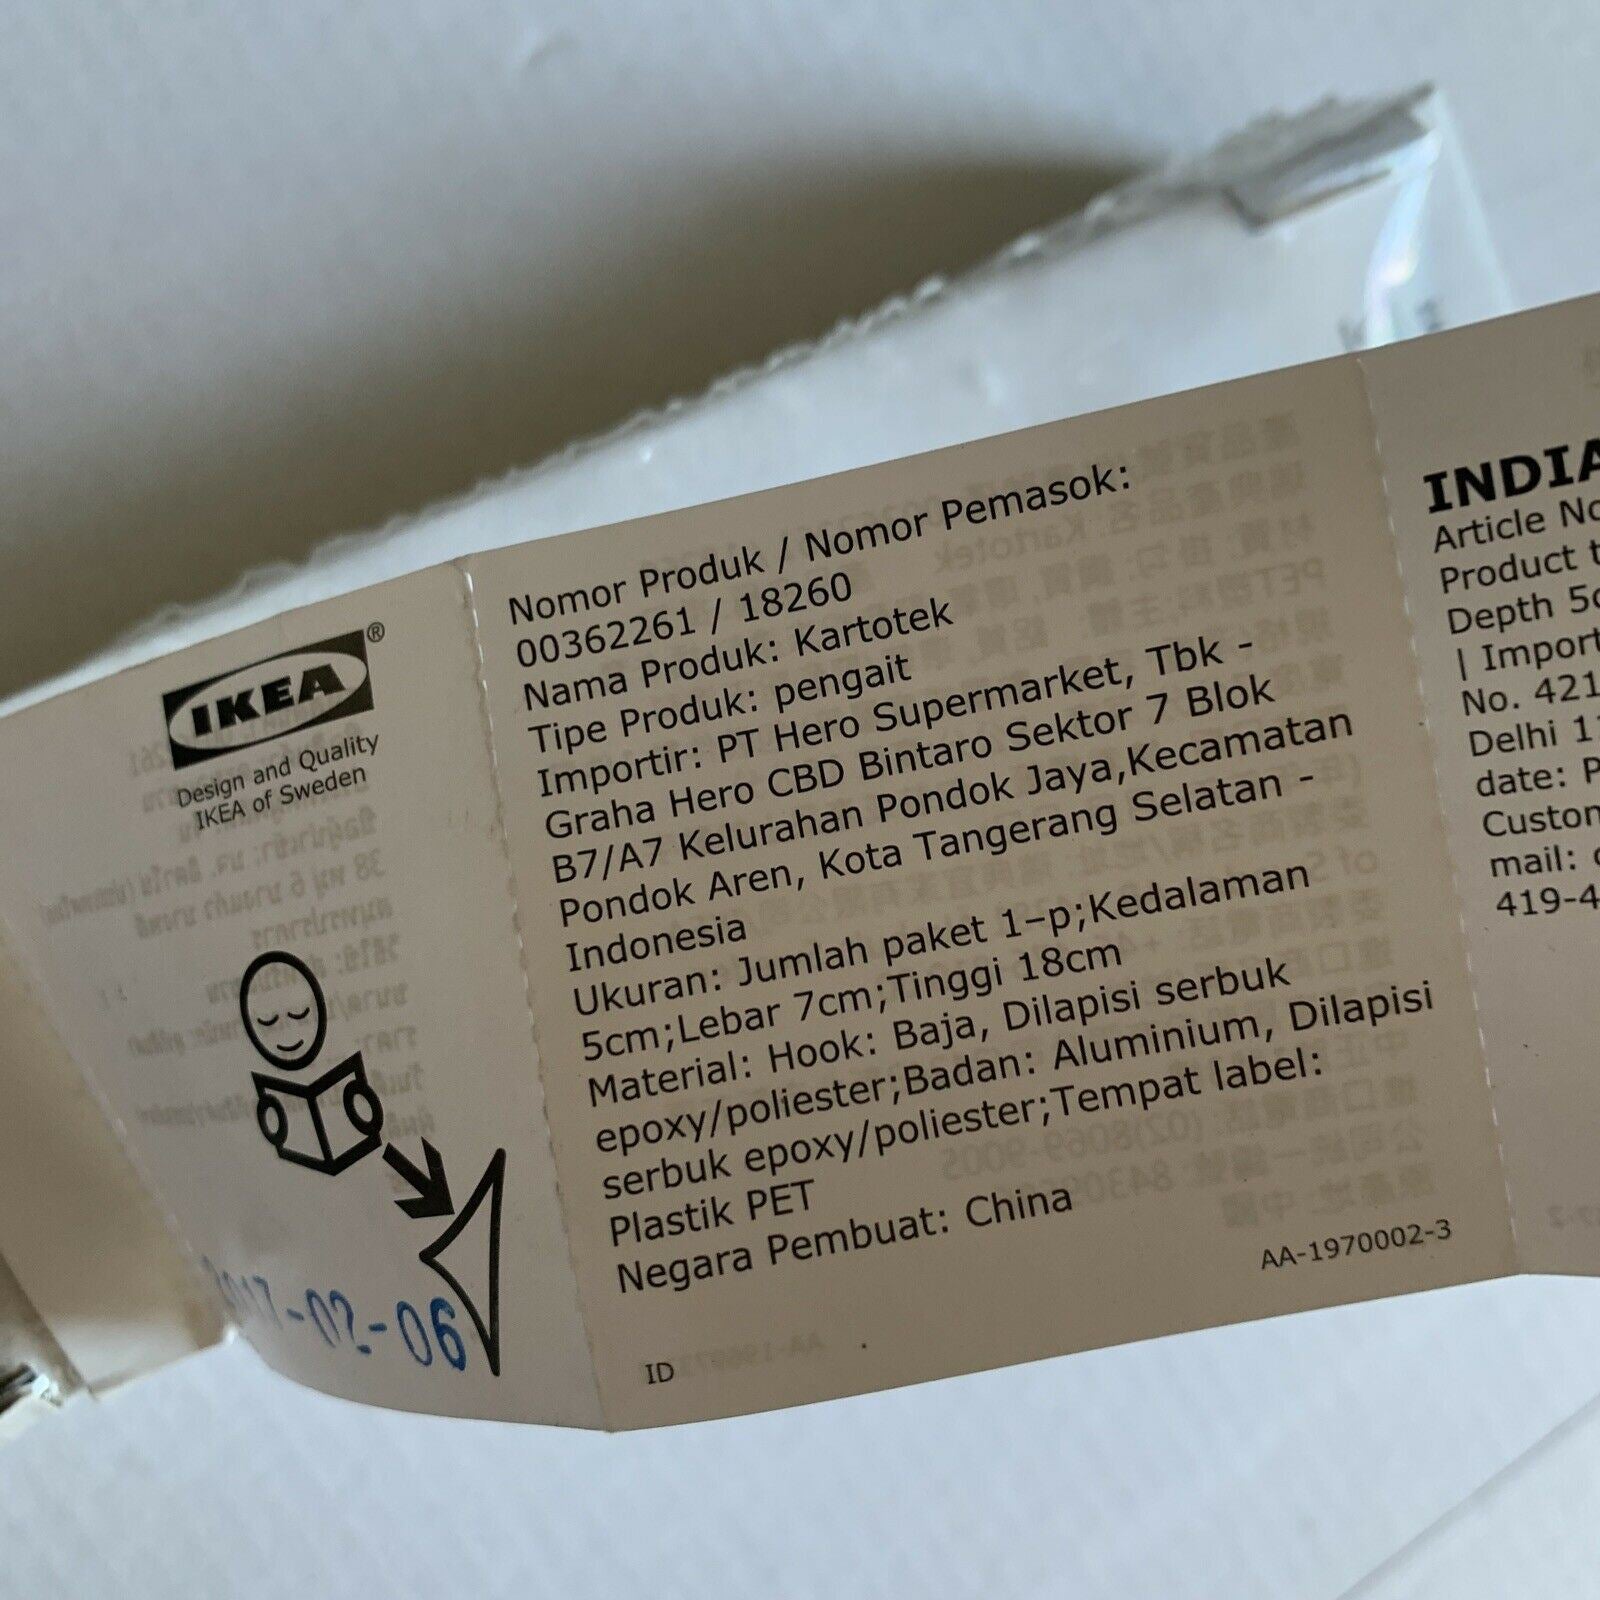 IKEA®
Design and Quality
IKEA of Sweden
2017-02-06
Nomor Produk / Nomor Pemasok:
00362261 / 18260
Nama Produk: Kartotek
Tipe Produk: pengait
Importir: PT Hero Supermarket, Tbk -
Graha Hero CBD Bintaro Sektor 7 Blok
B7/A7 Kelurahan Pondok Jaya,Kecamatan
Pondok Aren, Kota Tangerang Selatan -
Indonesia
Ukuran: Jumlah paket 1-p;Kedalaman
5cm;Lebar 7cm;Tinggi 18cm
Material: Hook: Baja, Dilapisi serbuk
epoxy/poliester;Badan: Aluminium, Dilapisi
serbuk epoxy/poliester;Tempat label:
Plastik PET
Negara Pembuat: China
AA-1970002-3
ID
INDIA
Article No
Product
Depth
| Import
No. 421
Delhi
date:
Custom
mail:
419-4